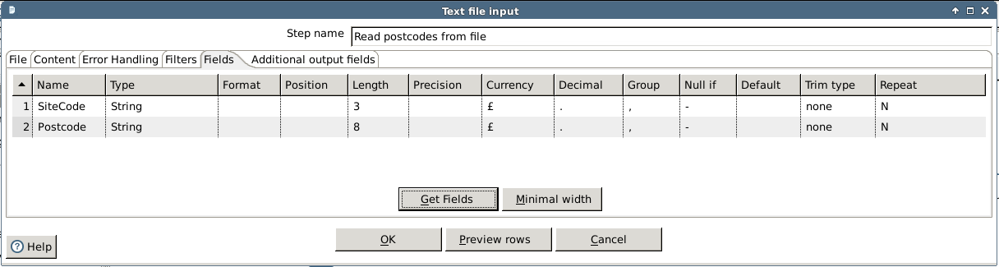 Text file input
Step name Read postcodes from file
File Content Error Handling Filters Fields Additional output fields
Name Type Format Position Length Precision Currency Decimal Group Null if Default Trim type Repeat
1 SiteCode String 3 £ . , - none N
2 Postcode String 8 £ . , - none N
Get Fields Minimal width
OK Preview rows Cancel
? Help